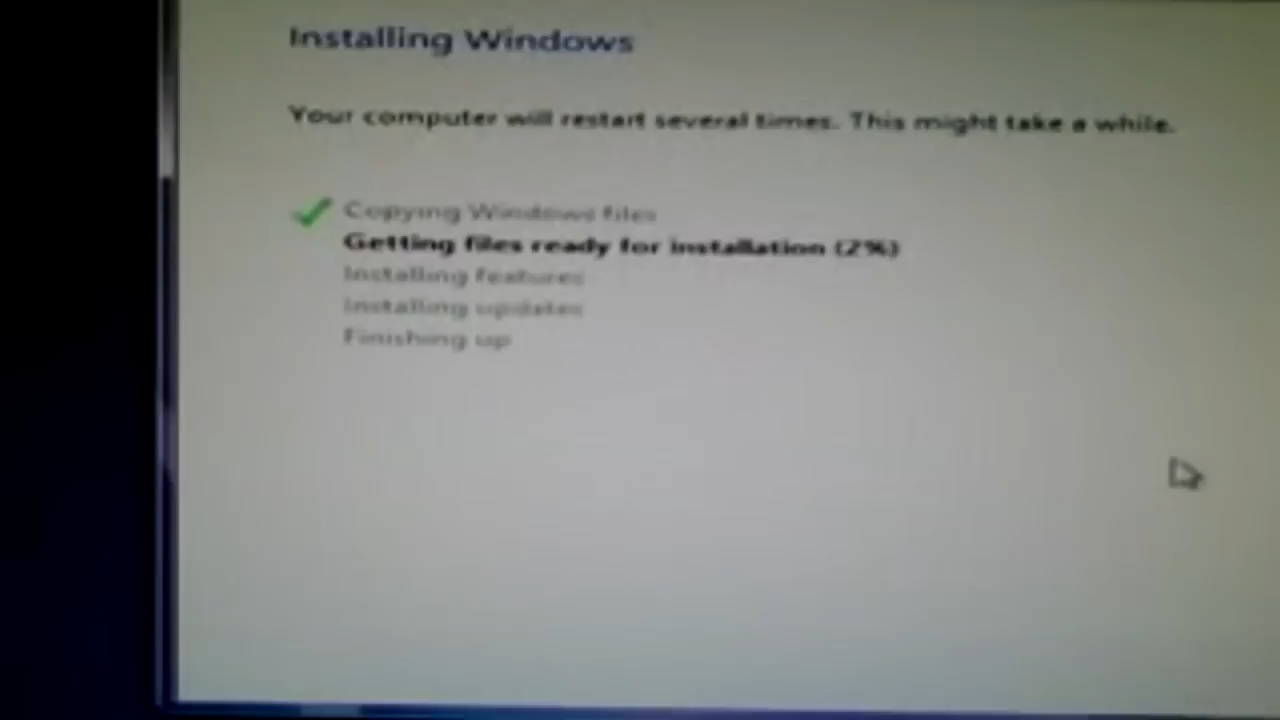 Installing Windows
Your computer will restart several times. This might take a while.
Copying Windows files
Getting files ready for installation (2%)
Installing features
Installing updates
Finishing up